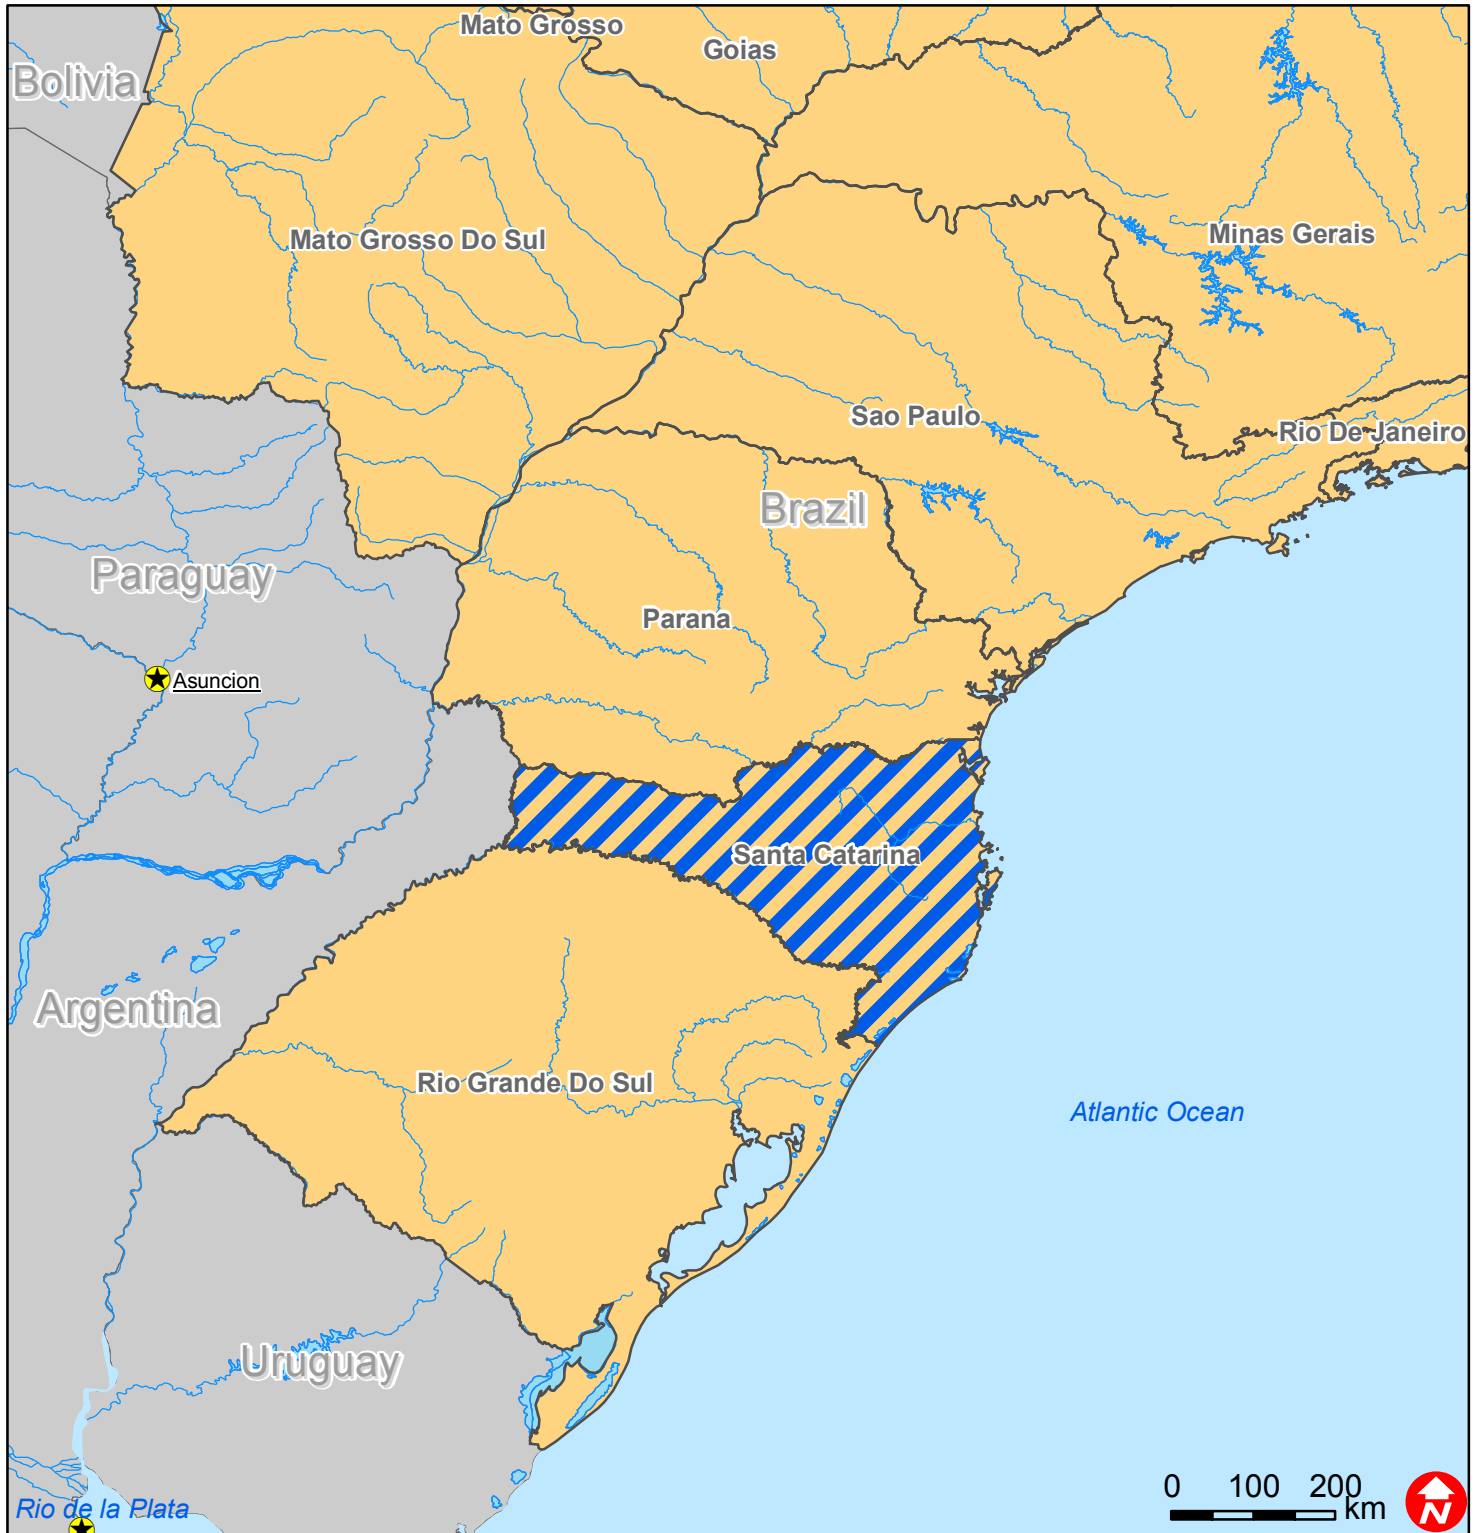 Mato Grosso
Goias
Bolivia
Mato Grosso Do Sul
Minas Gerais
Sao Paulo
Rio De Janeiro
Brazil
Paraguay
Parana
Asuncion
Santa Catarina
Argentina
Rio Grande Do Sul
Atlantic Ocean
Uruguay
0 100 200
km
N
Rio de la Plata